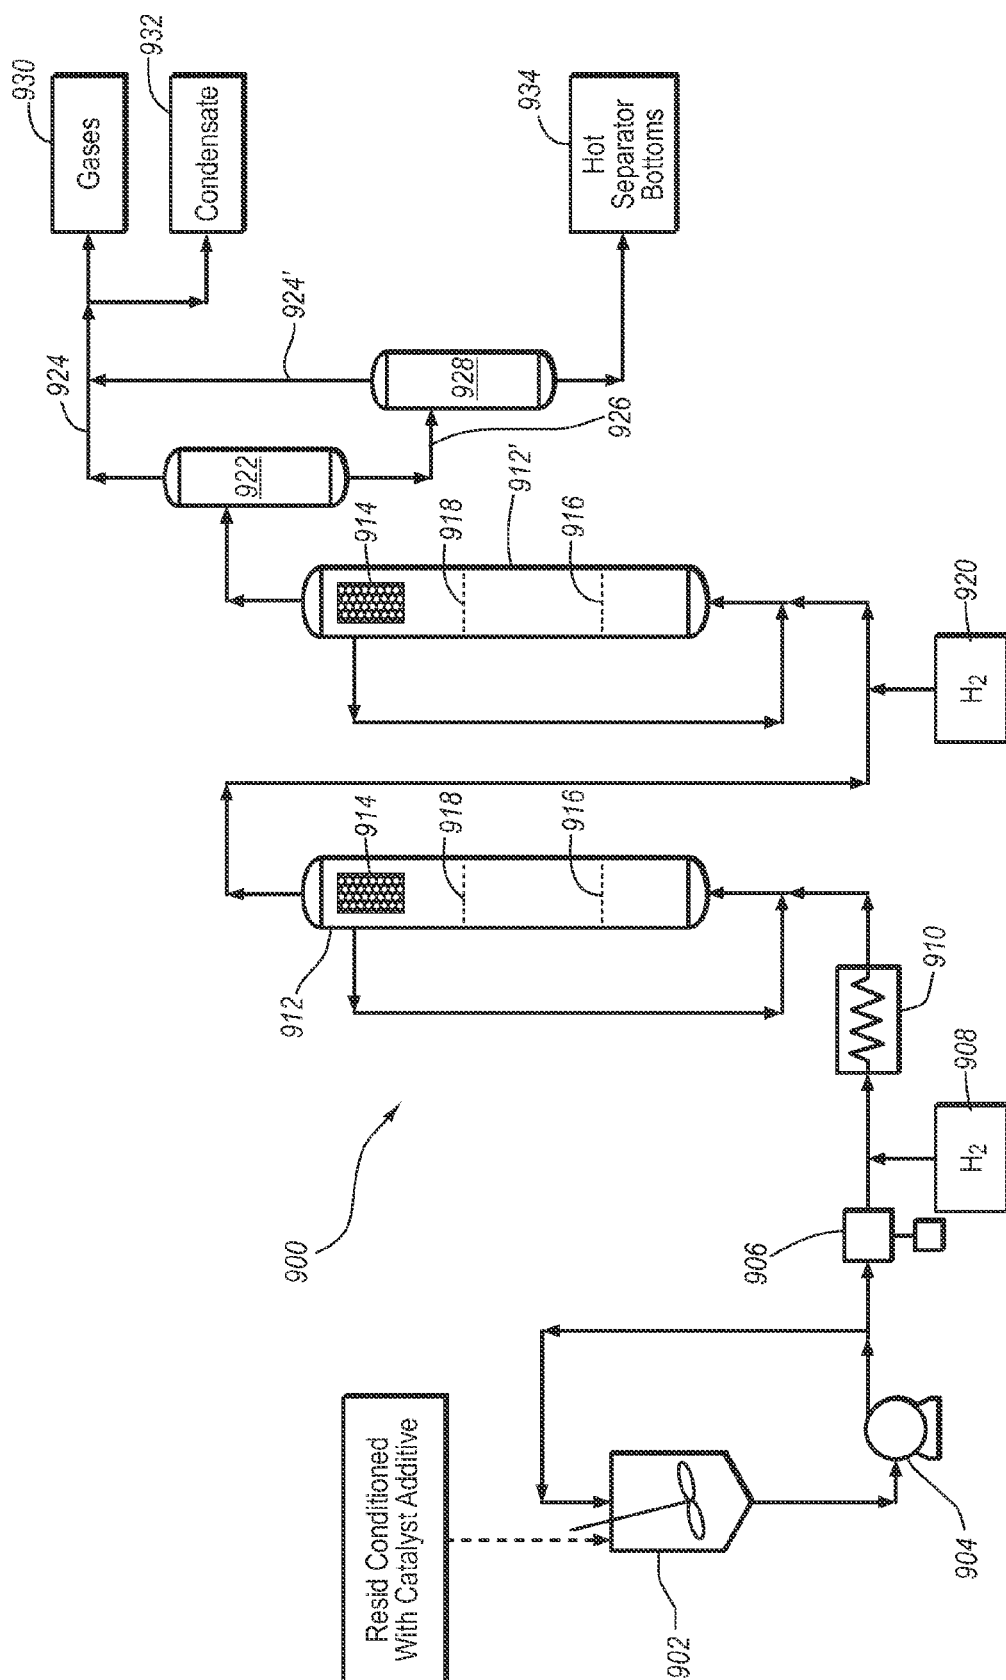 Resid Conditioned
With Catalyst Additive
900
902
904
906
H2
908
910
912
914
918
916
912'
914
918
916
H2
920
922
924
924'
926
928
Gases
930
Condensate
932
Hot
Separator
Bottoms
934